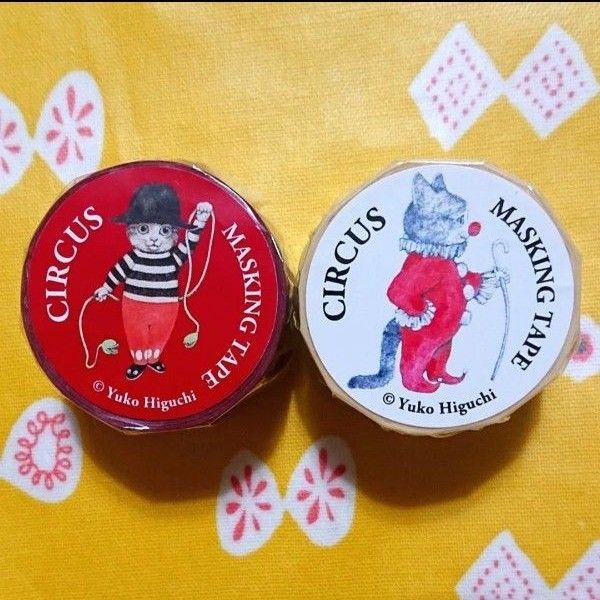 CIRCUS
MASKING TAPE
© Yuko Higuchi
CIRCUS
MASKING TAPE
© Yuko Higuchi